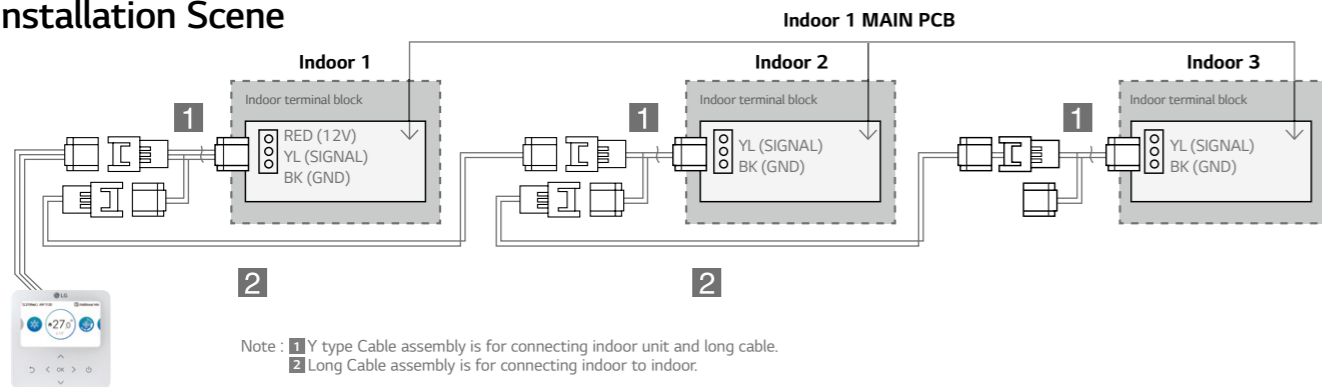 nstallation Scene
Indoor 1 MAIN PCB
Indoor 1
Indoor 2
Indoor 3
Indoor terminal block
Indoor terminal block
Indoor terminal block
1
1
1
RED (12V)
YL (SIGNAL)
BK (GND)
YL (SIGNAL)
BK (GND)
YL (SIGNAL)
BK (GND)
2
2
LG
27.0
OK
Note : 1 Y type Cable assembly is for connecting indoor unit and long cable.
2 Long Cable assembly is for connecting indoor to indoor.